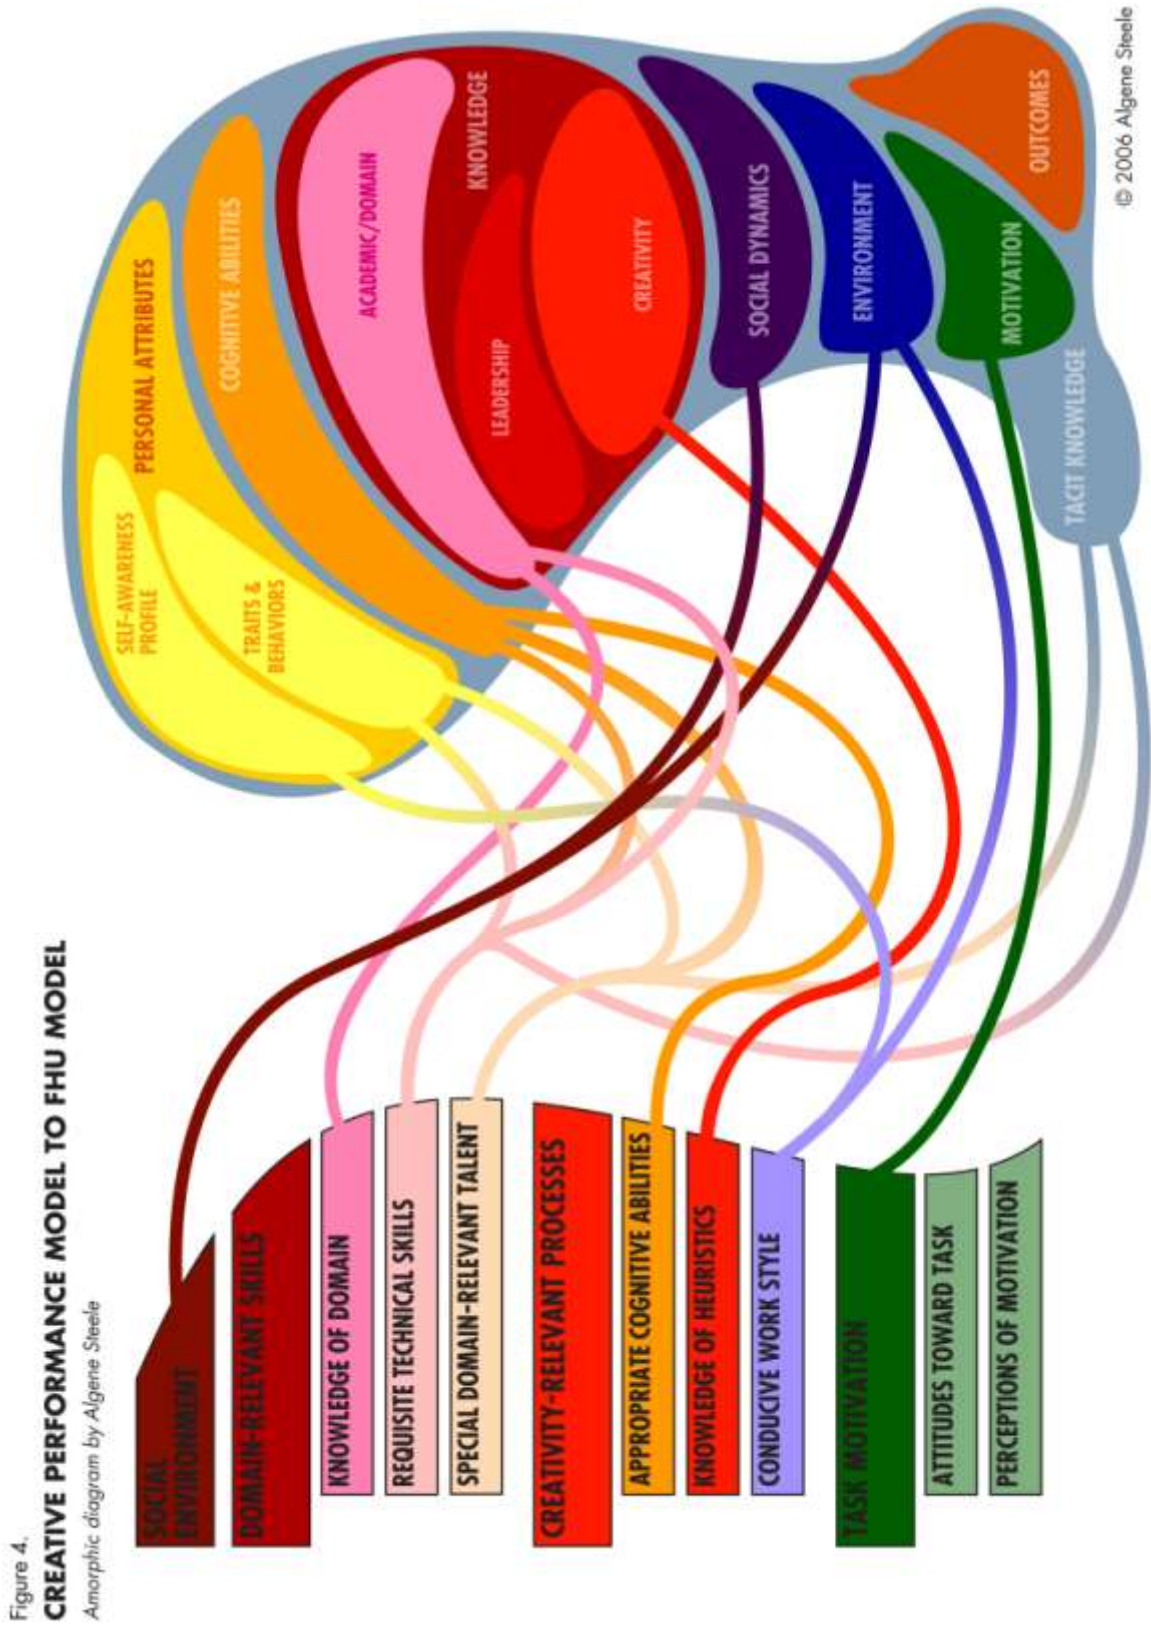 Figure 4.
CREATIVE PERFORMANCE MODEL TO FHU MODEL
Amorphic diagram by Algene Steele
SOCIAL
ENVIRONMENT
DOMAIN-RELEVANT SKILLS
KNOWLEDGE OF DOMAIN
REQUISITE TECHNICAL SKILLS
SPECIAL DOMAIN-RELEVANT TALENT
CREATIVITY-RELEVANT PROCESSES
APPROPRIATE COGNITIVE ABILITIES
KNOWLEDGE OF HEURISTICS
CONDUCIVE WORK STYLE
TASK MOTIVATION
ATTITUDES TOWARD TASK
PERCEPTIONS OF MOTIVATION
SELF-AWARENESS
PROFILE
PERSONAL ATTRIBUTES
TRAITS &
BEHAVIORS
COGNITIVE ABILITIES
ACADEMIC/DOMAIN
KNOWLEDGE
LEADERSHIP
CREATIVITY
SOCIAL DYNAMICS
ENVIRONMENT
MOTIVATION
OUTCOMES
TACIT KNOWLEDGE
© 2006 Algene Steele